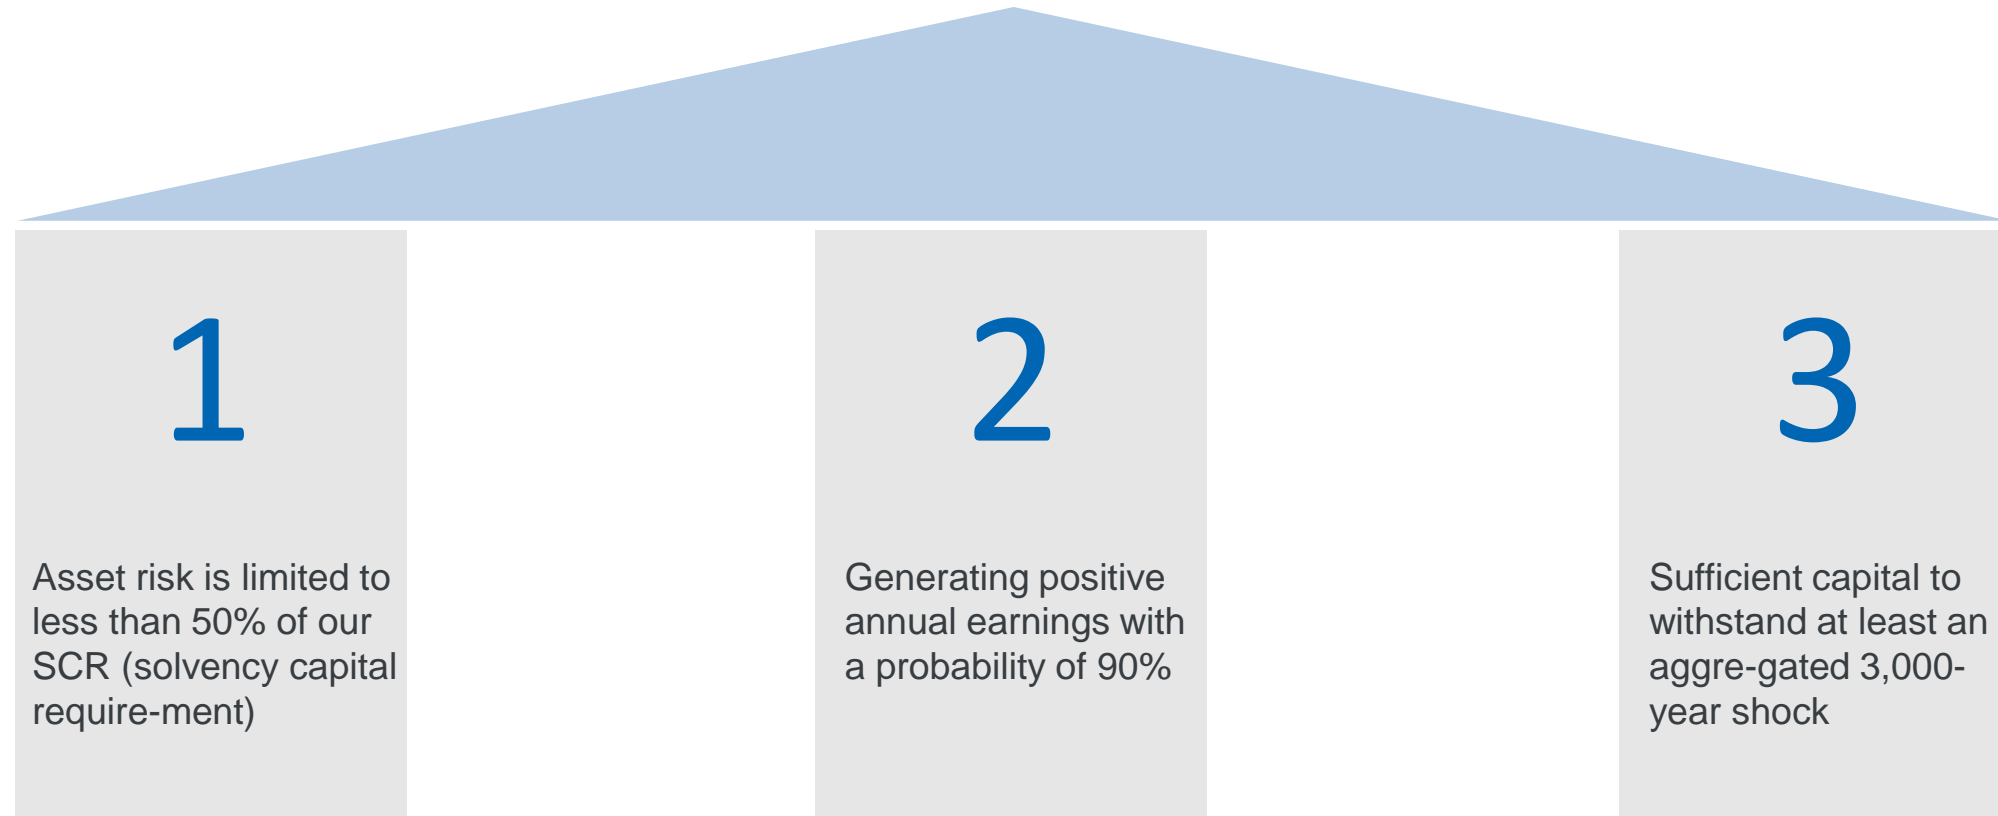 1
Asset risk is limited to
less than 50% of our
SCR (solvency capital
require-ment)
2
Generating positive
annual earnings with
a probability of 90%
3
Sufficient capital to
withstand at least an
aggre-gated 3,000-
year shock